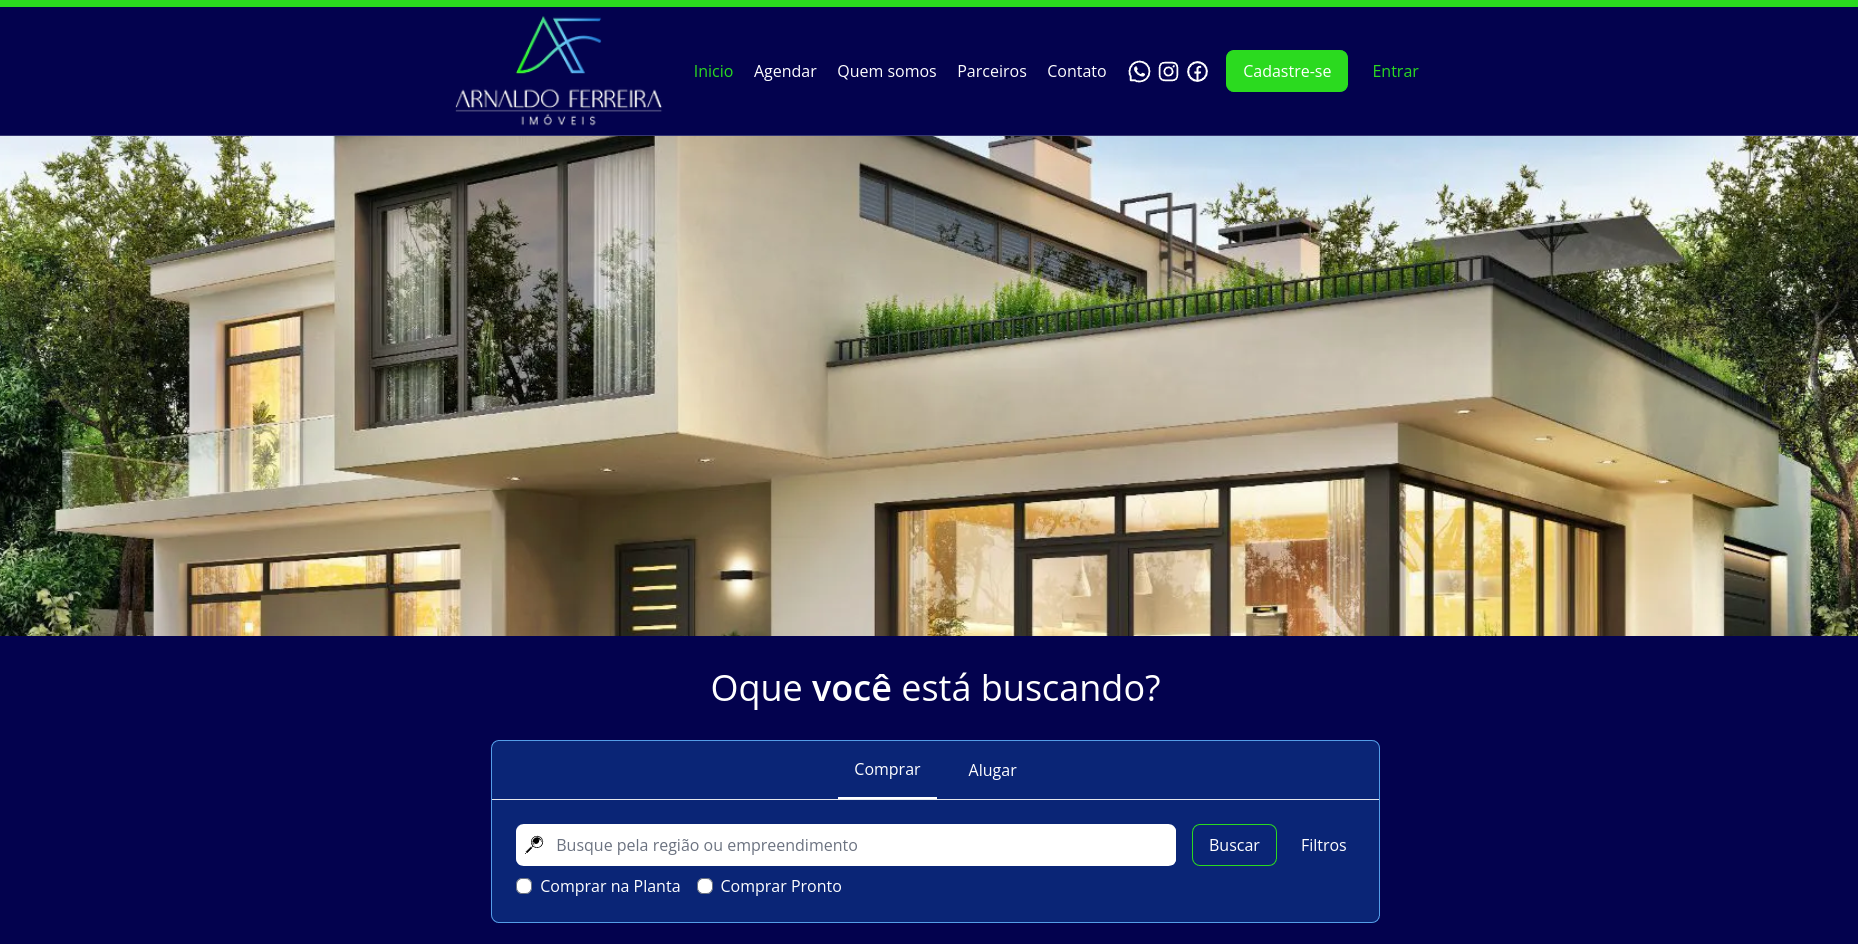 ARNALDO FERREIRA
IMÓVEIS
Inicio Agendar Quem somos Parceiros Contato Cadastre-se Entrar
Oque você está buscando?
Comprar Alugar
Busque pela região ou empreendimento Buscar Filtros
Comprar na Planta Comprar Pronto